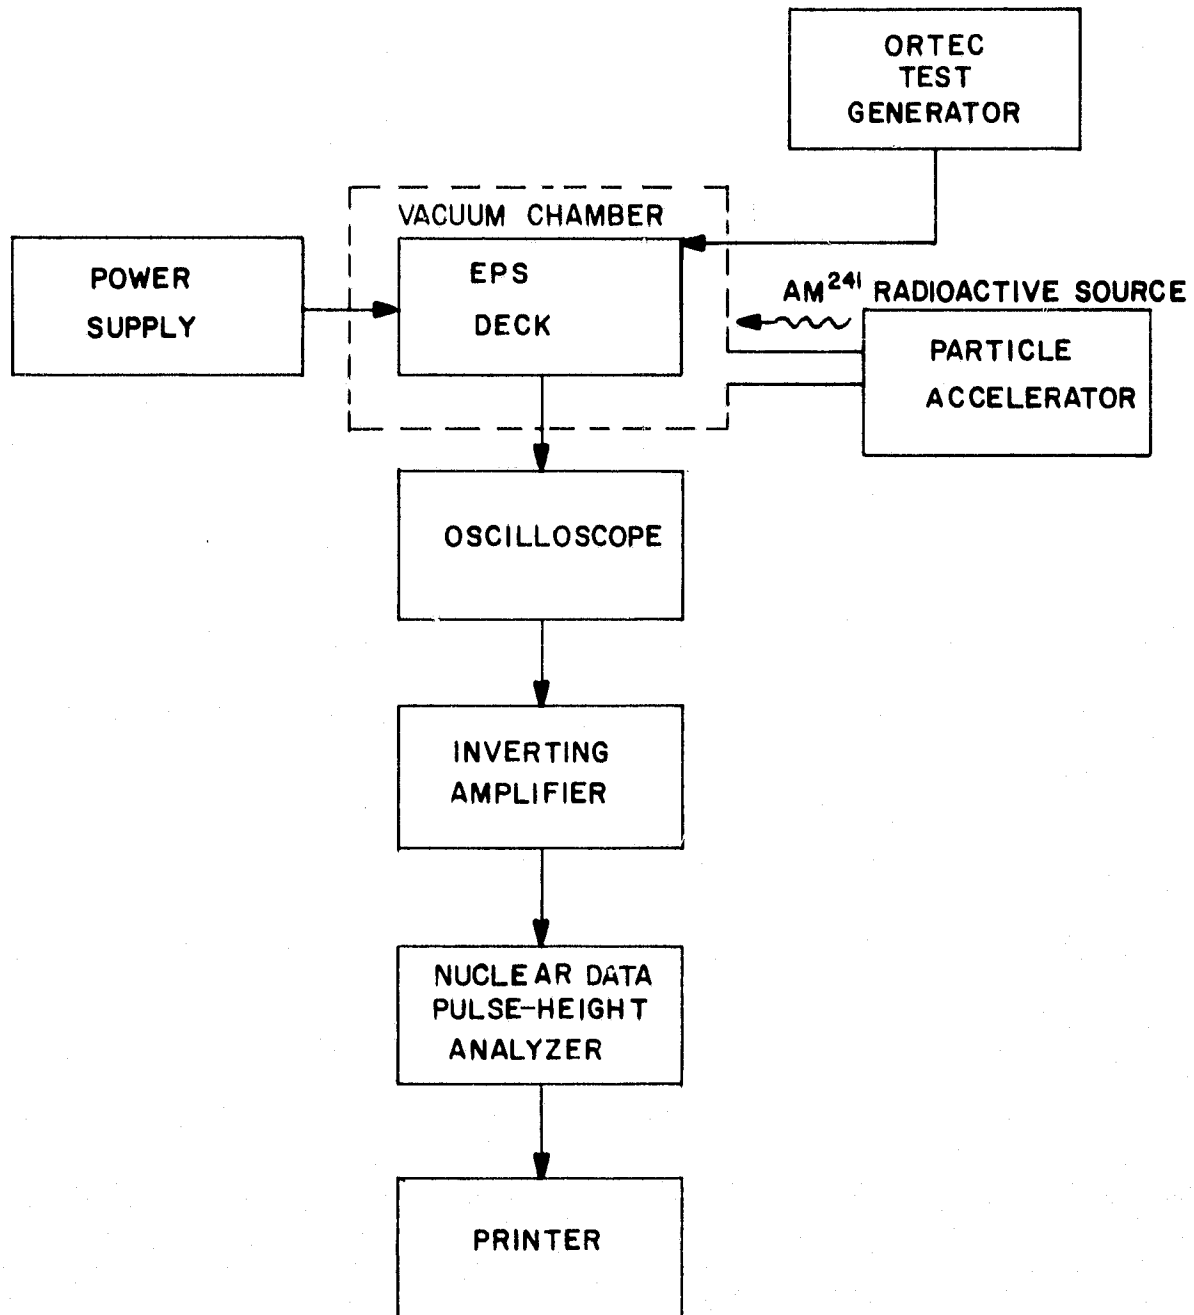 ORTEC
TEST
GENERATOR
VACUUM CHAMBER
POWER
SUPPLY
EPS
DECK
AM²⁴¹ RADIOACTIVE SOURCE
PARTICLE
ACCELERATOR
OSCILLOSCOPE
INVERTING
AMPLIFIER
NUCLEAR DATA
PULSE-HEIGHT
ANALYZER
PRINTER